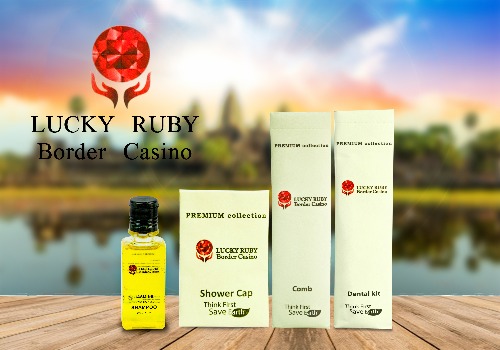 LUCKY RUBY
Border Casino
SHAMPOO
PREMIUM collection
LUCKY RUBY
Border Casino
Shower Cap
Think First
Save Earth
PREMIUM collection
LUCKY RUBY
Border Casino
Comb
Think First
Save Earth
PREMIUM collection
LUCKY RUBY
Border Casino
Dental Kit
Think First
Save Earth